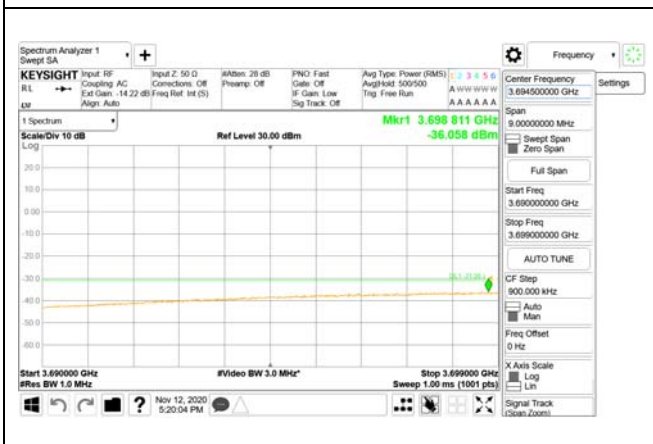 Spectrum Analyzer 1
Swept SA
Frequency
KEYSIGHT
RL
Input: RF
Coupling: AC
Ext Gain: -14.22 dB
Align: Auto
Input Z: 50 Ω
Corrections: Off
Freq Ref: Int (S)
#Atten: 28 dB
Preamp: Off
PNO: Fast
Gate: Off
IF Gain: Low
Sig Track: Off
Avg Type: Power (RMS)
Avg|Hold: 500/500
Trig: Free Run
1 2 3 4 5 6
A W W W W W
A A A A A A
1 Spectrum
Scale/Div 10 dB
Log
Ref Level 30.00 dBm
Mkr1 3.698 811 GHz
-36.058 dBm
20.0
10.0
0.00
-10.0
-20.0
-30.0
-40.0
-50.0
-60.0
Start 3.690000 GHz
#Res BW 1.0 MHz
#Video BW 3.0 MHz*
Stop 3.699000 GHz
Sweep 1.00 ms (1001 pts)
Nov 12, 2020
5:20:04 PM
Center Frequency
3.694500000 GHz
Settings
Span
9.00000000 MHz
Swept Span
Zero Span
Full Span
Start Freq
3.690000000 GHz
Stop Freq
3.699000000 GHz
AUTO TUNE
CF Step
900.000 kHz
Auto
Man
Freq Offset
0 Hz
X Axis Scale
Log
Lin
Signal Track
(Span Zoom)